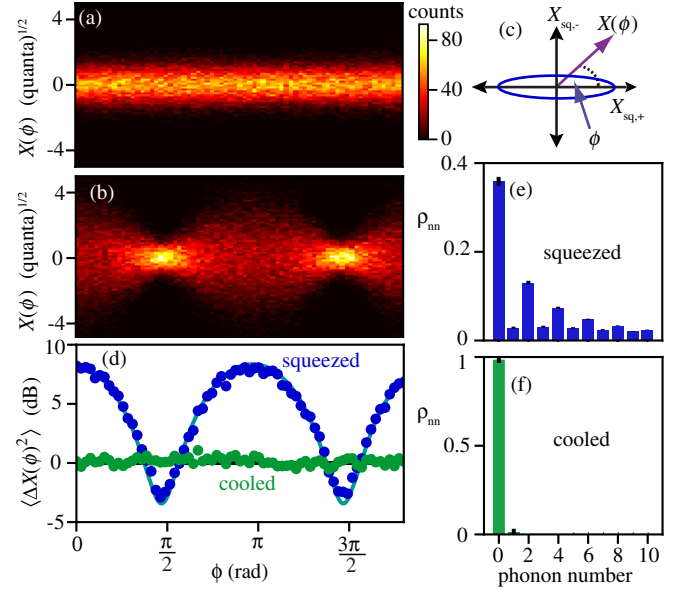 counts
(a)
X(ϕ) (quanta)^1/2
4
0
-4
80
40
0
(c)
X_sq,-
X(ϕ)
X_sq,+
ϕ
(b)
X(ϕ) (quanta)^1/2
4
0
-4
(d)
⟨ΔX(ϕ)^2⟩ (dB)
10
5
0
-5
squeezed
cooled
0
π/2
π
3π/2
ϕ (rad)
(e)
ρ_nn
0.4
0.2
0
squeezed
(f)
ρ_nn
1
0.5
0
cooled
0 2 4 6 8 10
phonon number